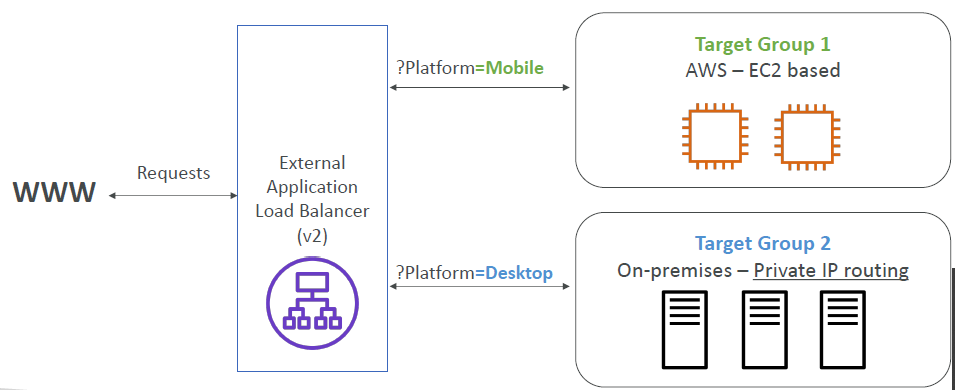 WWW
Requests
External
Application
Load Balancer
(v2)
?Platform=Mobile
?Platform=Desktop
Target Group 1
AWS – EC2 based
Target Group 2
On-premises – Private IP routing